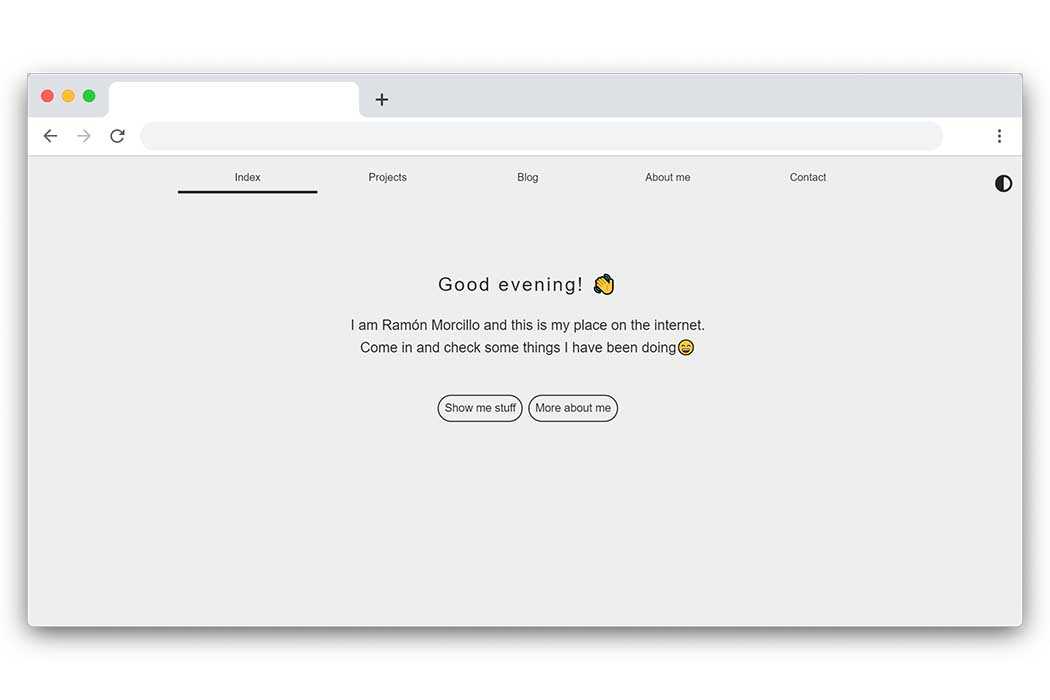 Index
Projects
Blog
About me
Contact
Good evening! 👏
I am Ramón Morcillo and this is my place on the internet.
Come in and check some things I have been doing😄
Show me stuff
More about me